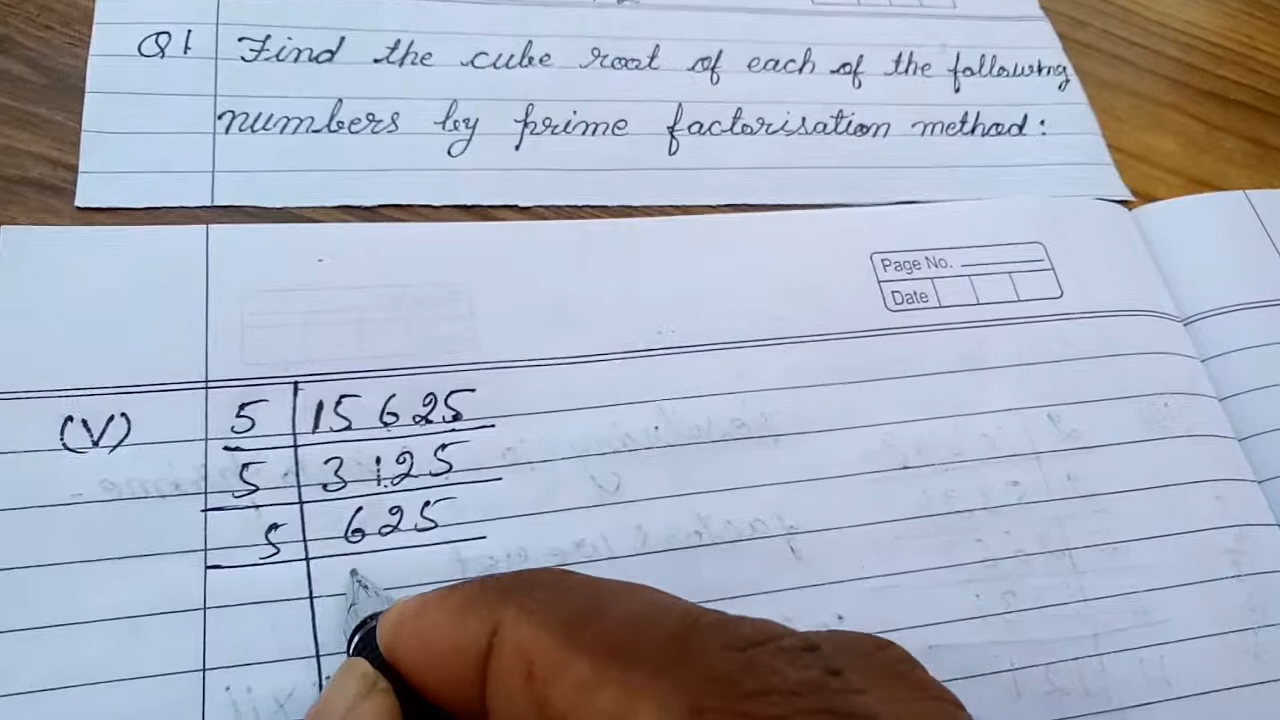 Q1 Find the cube root of each of the following
numbers by prime factorisation method:
Page No.
Date
(V) 5 15625
5 3125
5 625